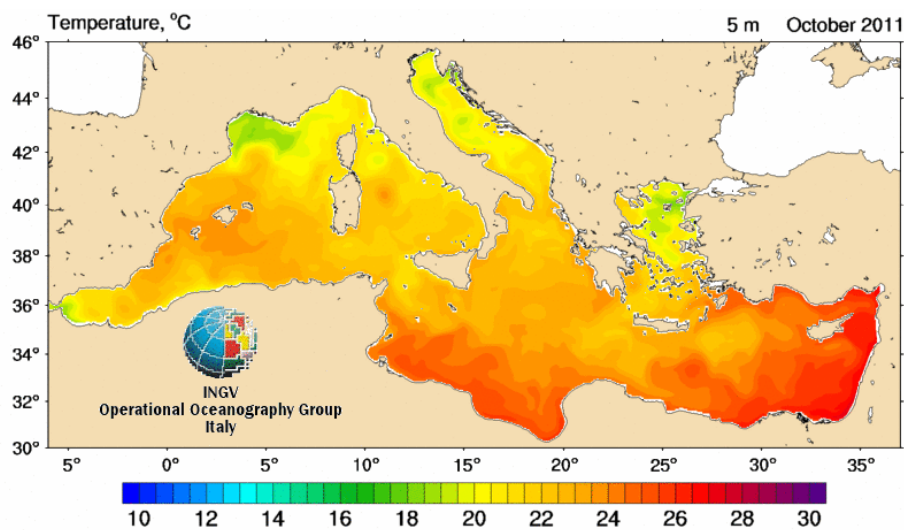 Temperature, °C 5 m October 2011
46°
44°
42°
40°
38°
36°
34°
32°
30°
INGV
Operational Oceanography Group
Italy
5° 0° 5° 10° 15° 20° 25° 30° 35°
10 12 14 16 18 20 22 24 26 28 30